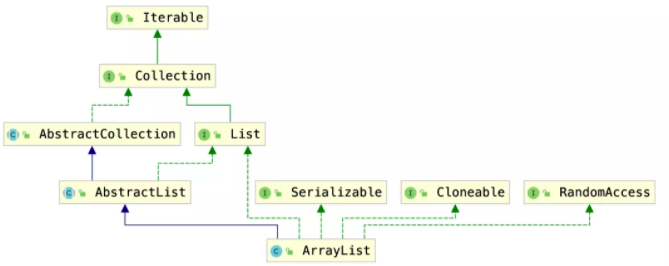 Iterable
Collection
AbstractCollection
List
AbstractList
Serializable
Cloneable
RandomAccess
ArrayList